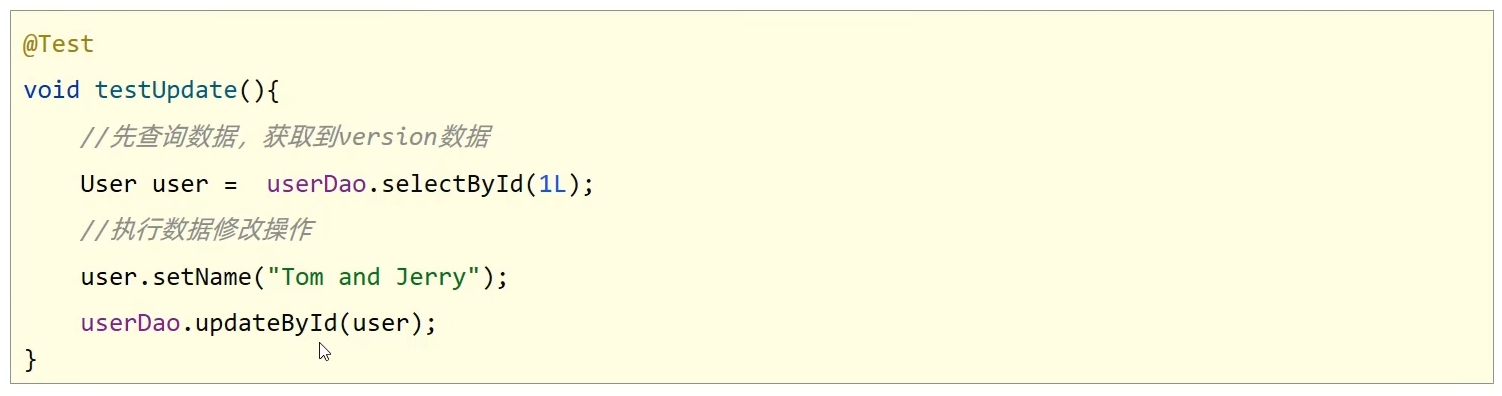 @Test
void testUpdate(){
    //先查询数据，获取到version数据
    User user =  userDao.selectById(1L);
    //执行数据修改操作
    user.setName("Tom and Jerry");
    userDao.updateById(user);
}